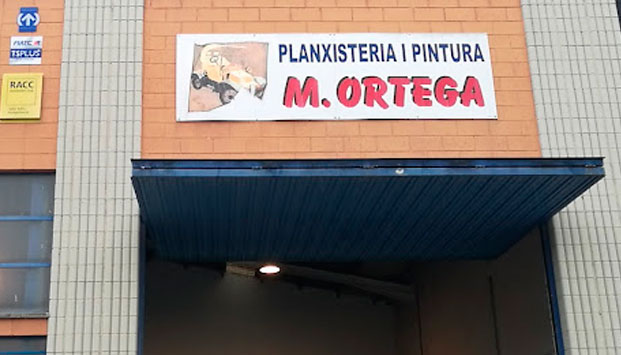 PLANXISTERIA I PINTURA
M. ORTEGA
TSPLUS
RACC